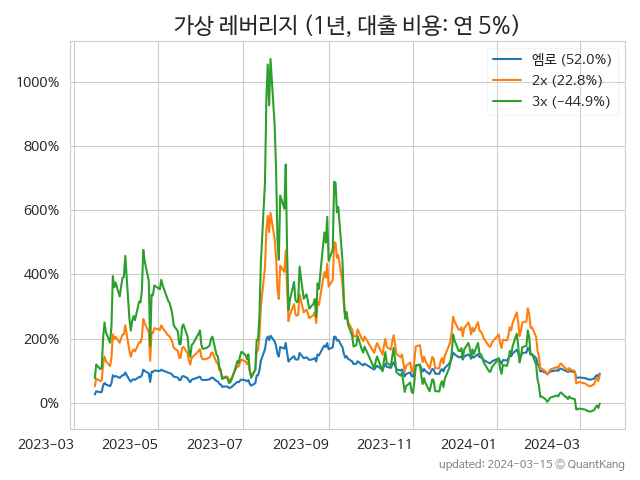 가상 레버리지 (1년, 대출 비용: 연 5%)
엠로 (52.0%)
2x (22.8%)
3x (−44.9%)
1000%
800%
600%
400%
200%
0%
2023-03 2023-05 2023-07 2023-09 2023-11 2024-01 2024-03
updated: 2024-03-15 © QuantKang